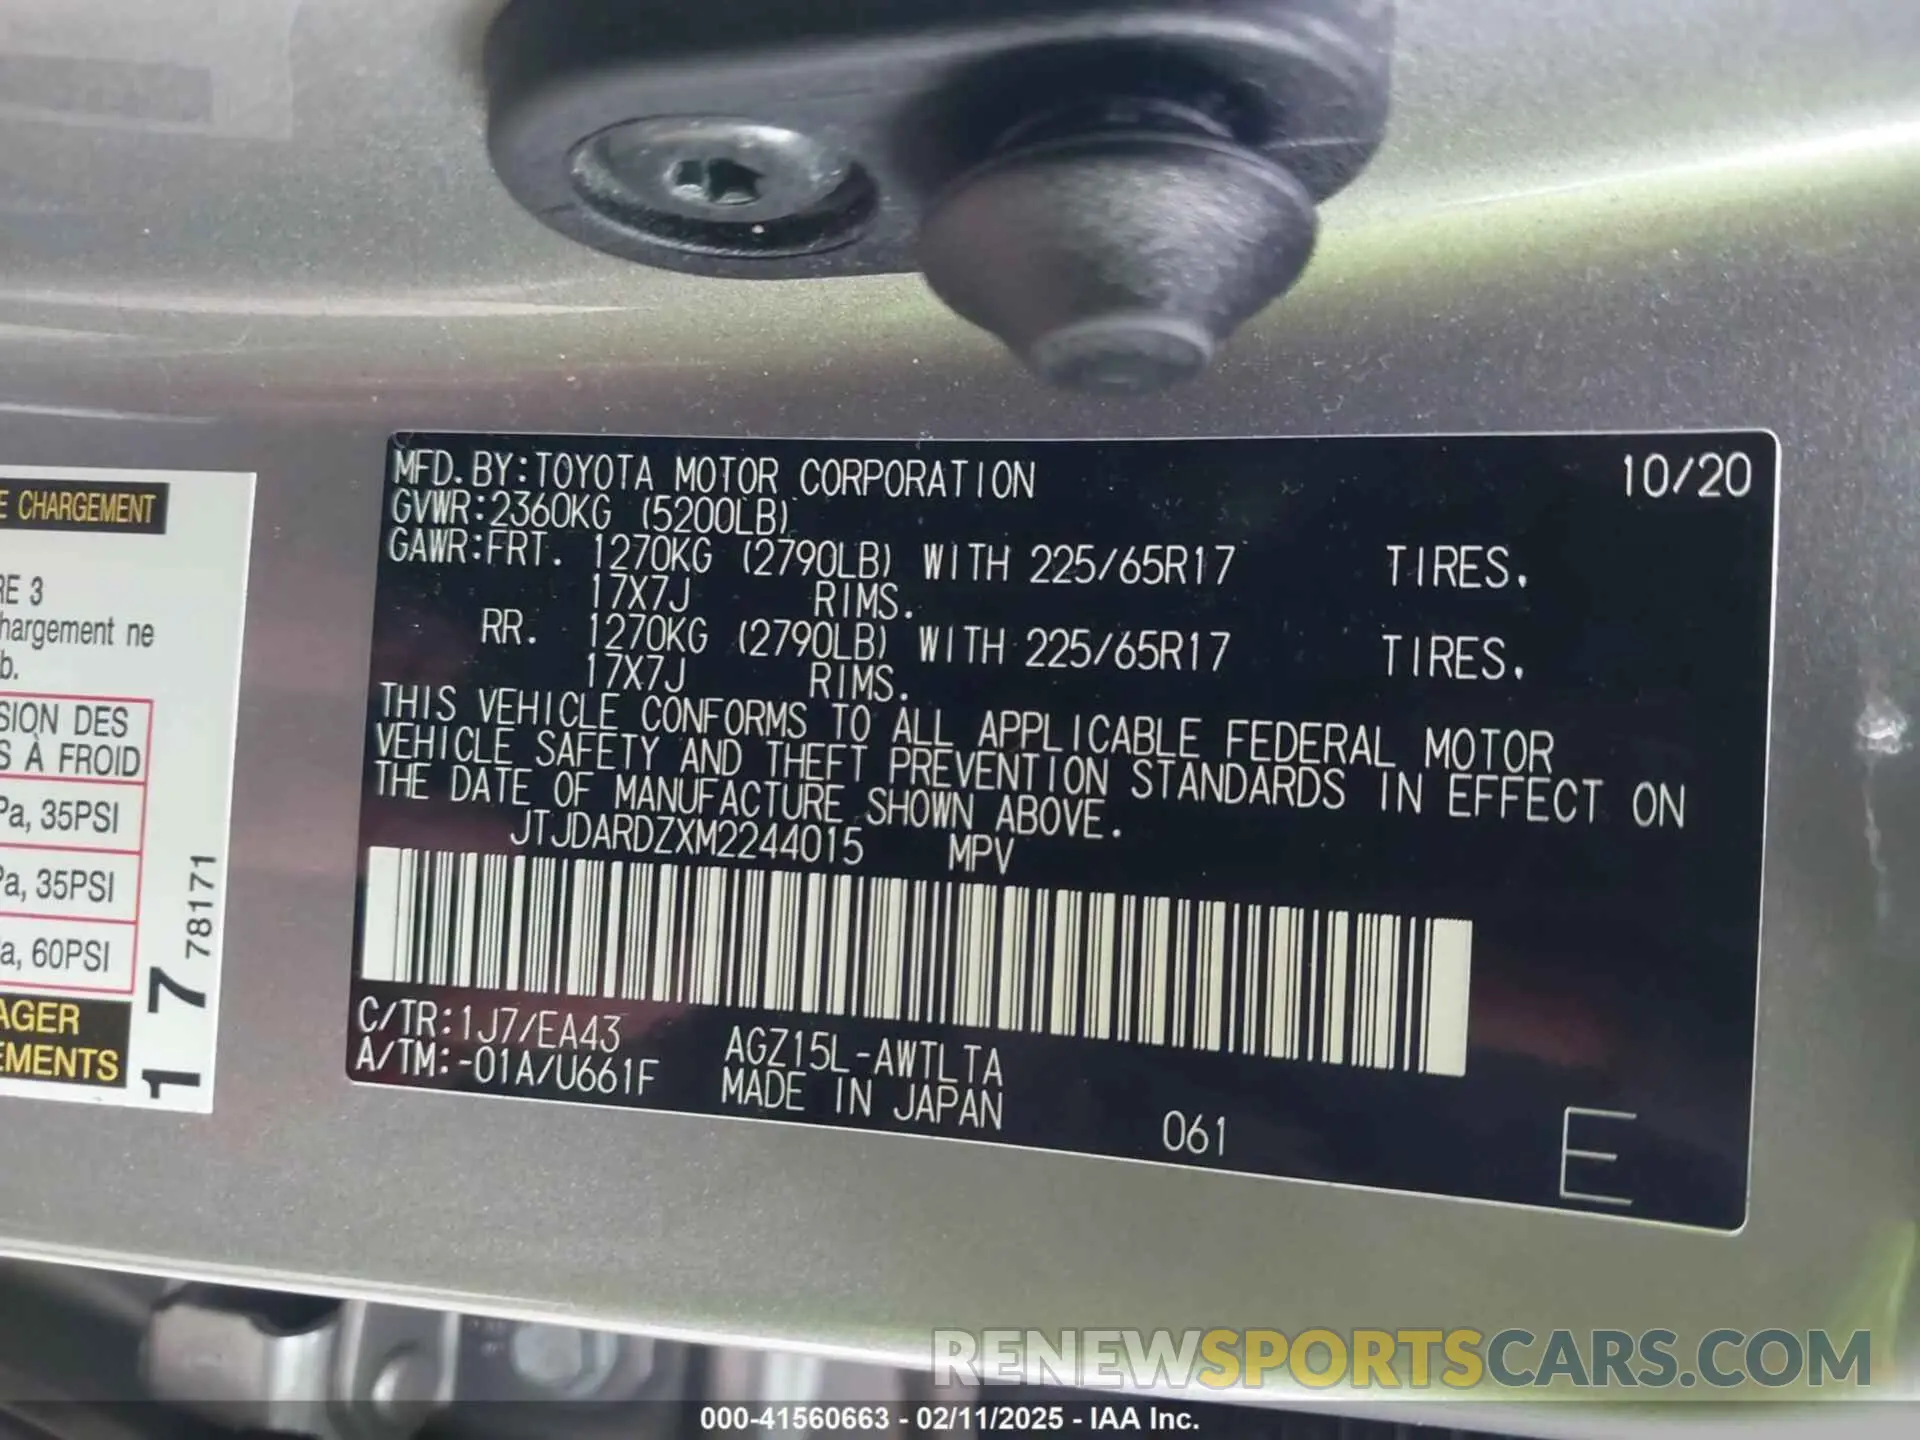 E CHARGEMENT
RE 3
hargement ne
b.
SION DES
S À FROID
Pa, 35PSI
Pa, 35PSI
a, 60PSI
AGER
EMENTS
1 7 78171
MFD.BY:TOYOTA MOTOR CORPORATION 10/20
GVWR:2360KG (5200LB)
GAWR:FRT. 1270KG (2790LB) WITH 225/65R17 TIRES.
17X7J RIMS.
RR. 1270KG (2790LB) WITH 225/65R17 TIRES.
17X7J RIMS.
THIS VEHICLE CONFORMS TO ALL APPLICABLE FEDERAL MOTOR
VEHICLE SAFETY AND THEFT PREVENTION STANDARDS IN EFFECT ON
THE DATE OF MANUFACTURE SHOWN ABOVE.
JTJDARDZXM2244015 MPV
C/TR:1J7/EA43 AGZ15L-AWTLTA
A/TM:-01A/U661F MADE IN JAPAN
061
E
RENEWSPORTSCARS.COM
000-41560663 - 02/11/2025 - IAA Inc.